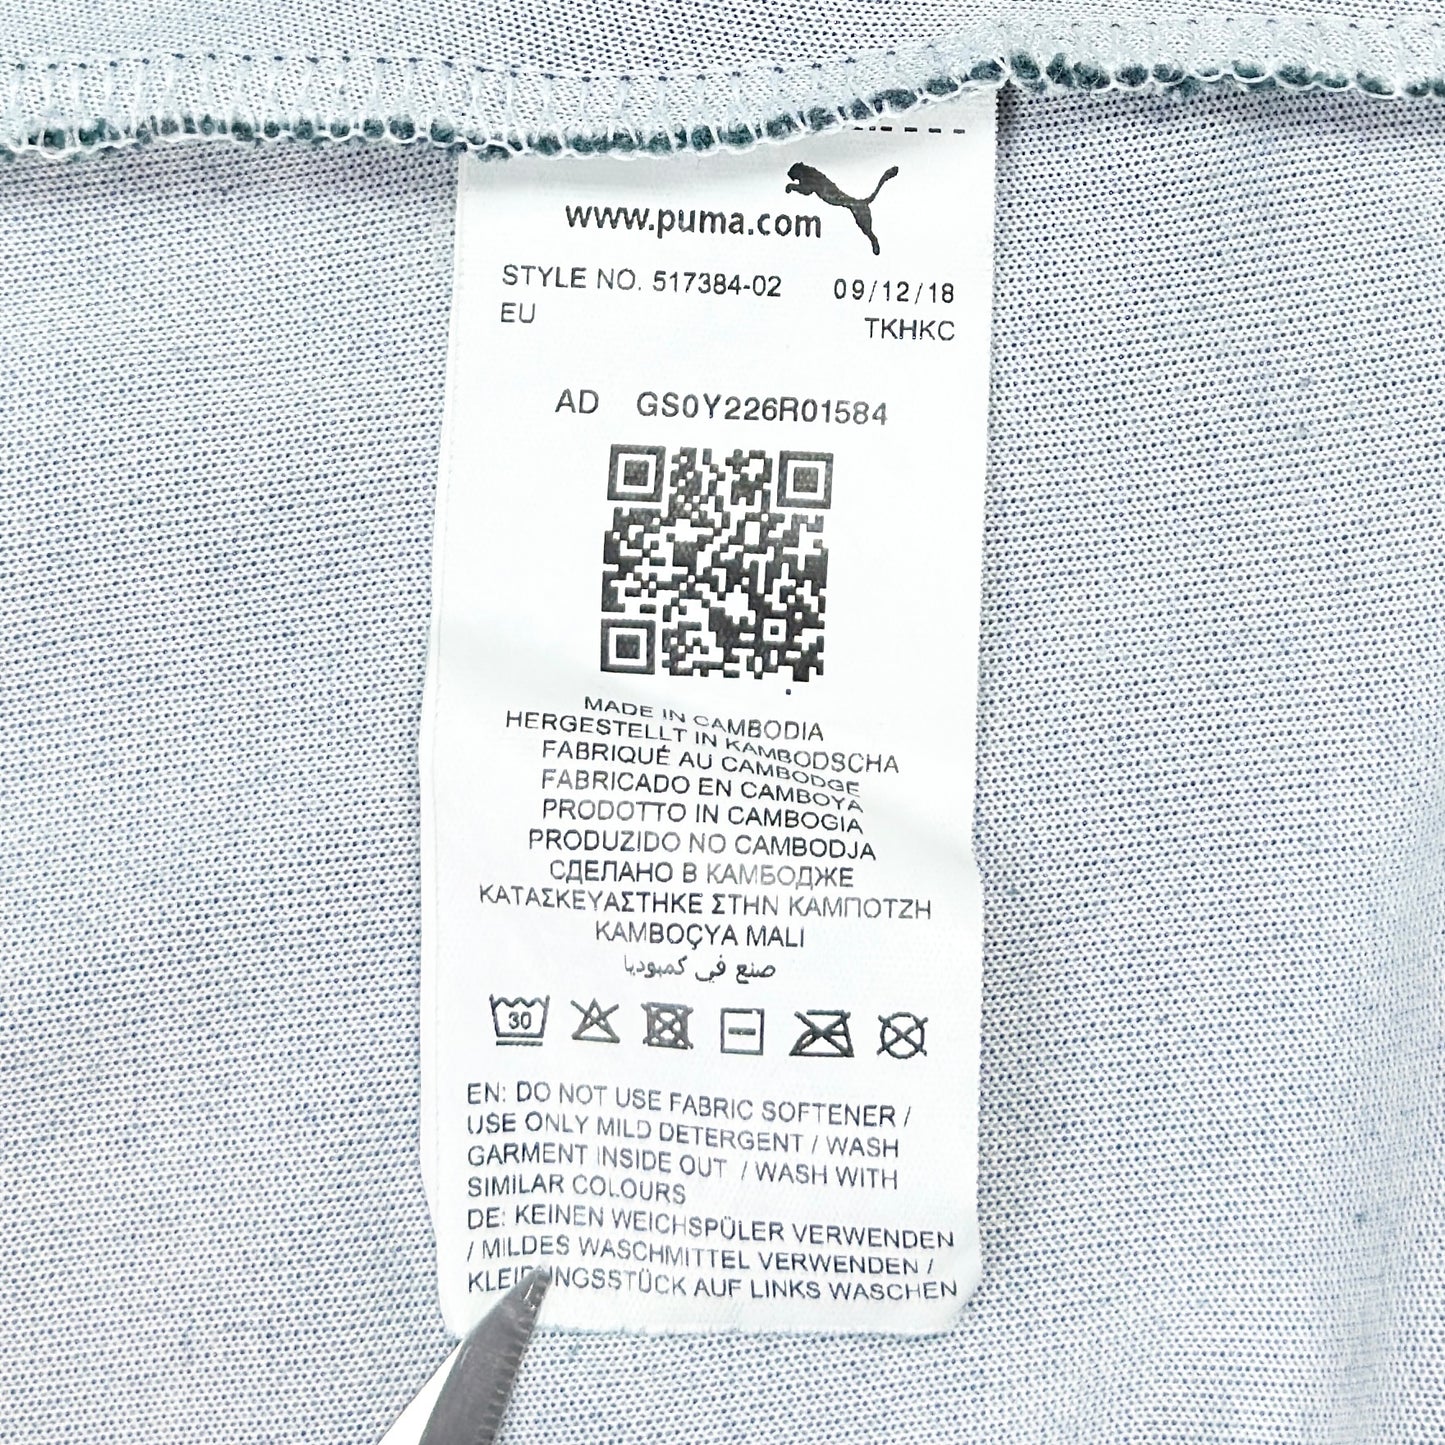 www.puma.com
STYLE NO. 517384-02 09/12/18
EU TKHKC
AD GS0Y226R01584
MADE IN CAMBODIA
HERGESTELLT IN KAMBODSCHA
FABRIQUÉ AU CAMBODGE
FABRICADO EN CAMBOYA
PRODOTTO IN CAMBOGIA
PRODUZIDO NO CAMBODJA
СДЕЛАНО В КАМБОДЖЕ
ΚΑΤΑΣΚΕΥΑΣΤΗΚΕ ΣΤΗΝ ΚΑΜΠΟΤΖΗ
KAMBOÇYA MALI
صنع في كمبوديا
30
EN: DO NOT USE FABRIC SOFTENER /
USE ONLY MILD DETERGENT / WASH
GARMENT INSIDE OUT / WASH WITH
SIMILAR COLOURS
DE: KEINEN WEICHSPÜLER VERWENDEN
/ MILDES WASCHMITTEL VERWENDEN /
KLEIDUNGSSTÜCK AUF LINKS WASCHEN